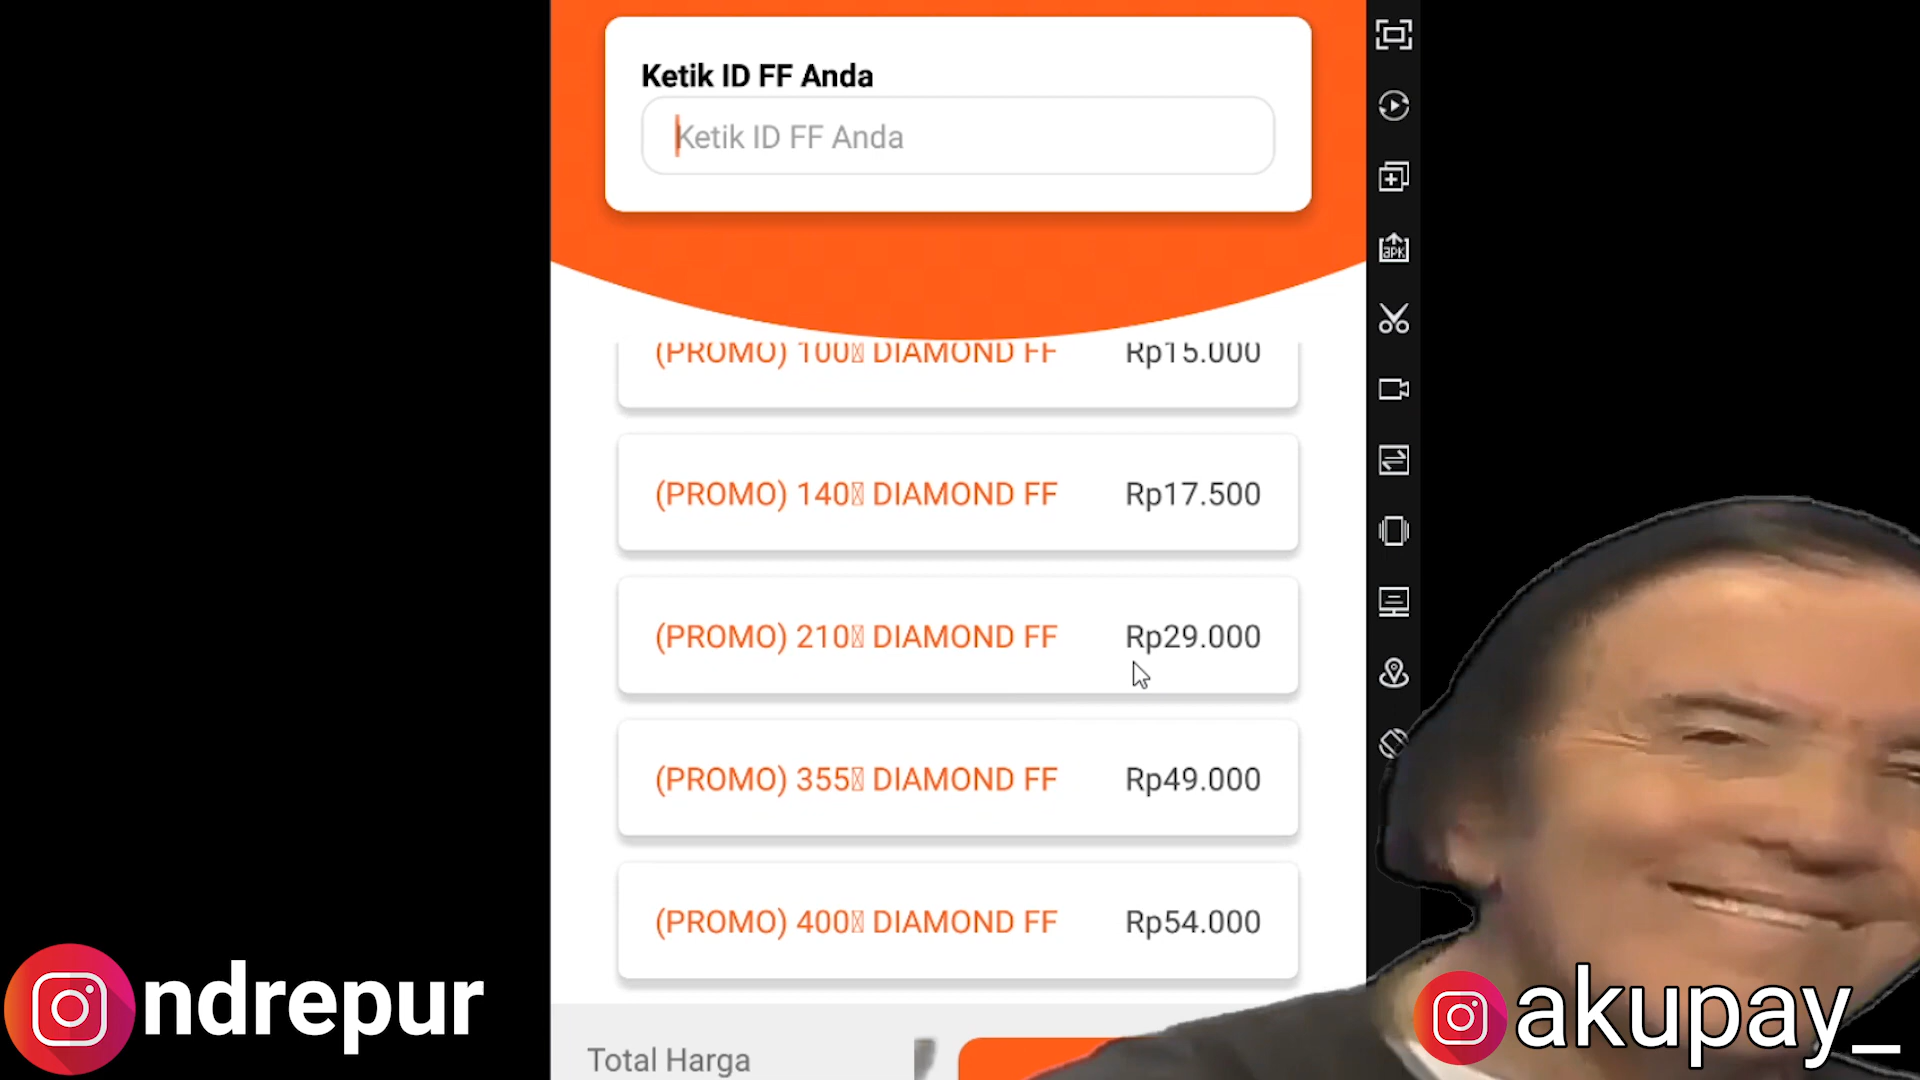 Ketik ID FF Anda
Ketik ID FF Anda
(PROMO) 100 DIAMOND FF Rp15.000
(PROMO) 140 DIAMOND FF Rp17.500
(PROMO) 210 DIAMOND FF Rp29.000
(PROMO) 355 DIAMOND FF Rp49.000
(PROMO) 400 DIAMOND FF Rp54.000
Total Harga
ndrepur
akupay_
APK